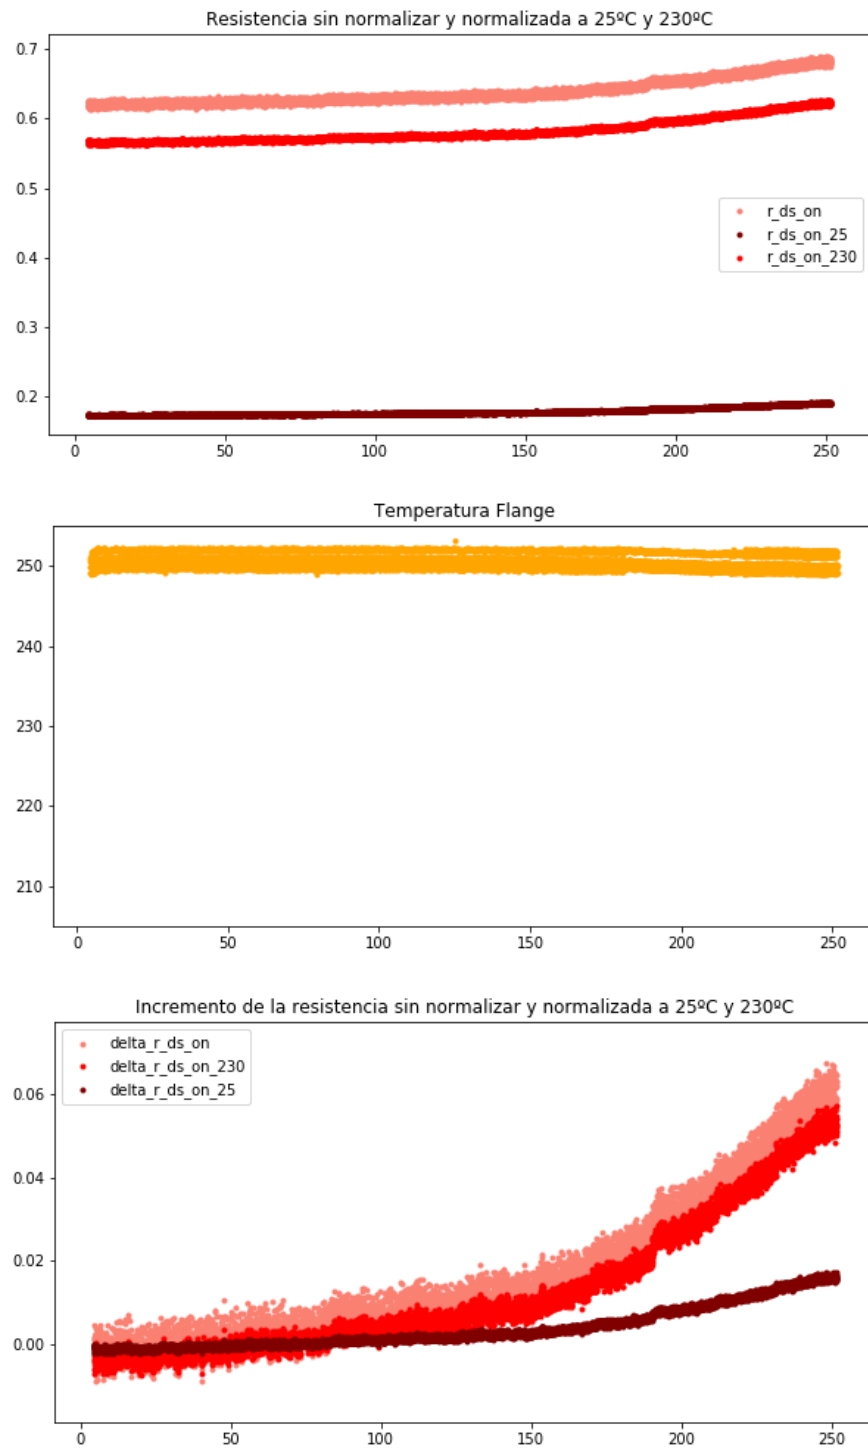 Resistencia sin normalizar y normalizada a 25ºC y 230ºC
0.7
0.6
0.5
0.4
0.3
0.2
r_ds_on
r_ds_on_25
r_ds_on_230
0 50 100 150 200 250
Temperatura Flange
250
240
230
220
210
0 50 100 150 200 250
Incremento de la resistencia sin normalizar y normalizada a 25ºC y 230ºC
delta_r_ds_on
delta_r_ds_on_230
delta_r_ds_on_25
0.06
0.04
0.02
0.00
0 50 100 150 200 250